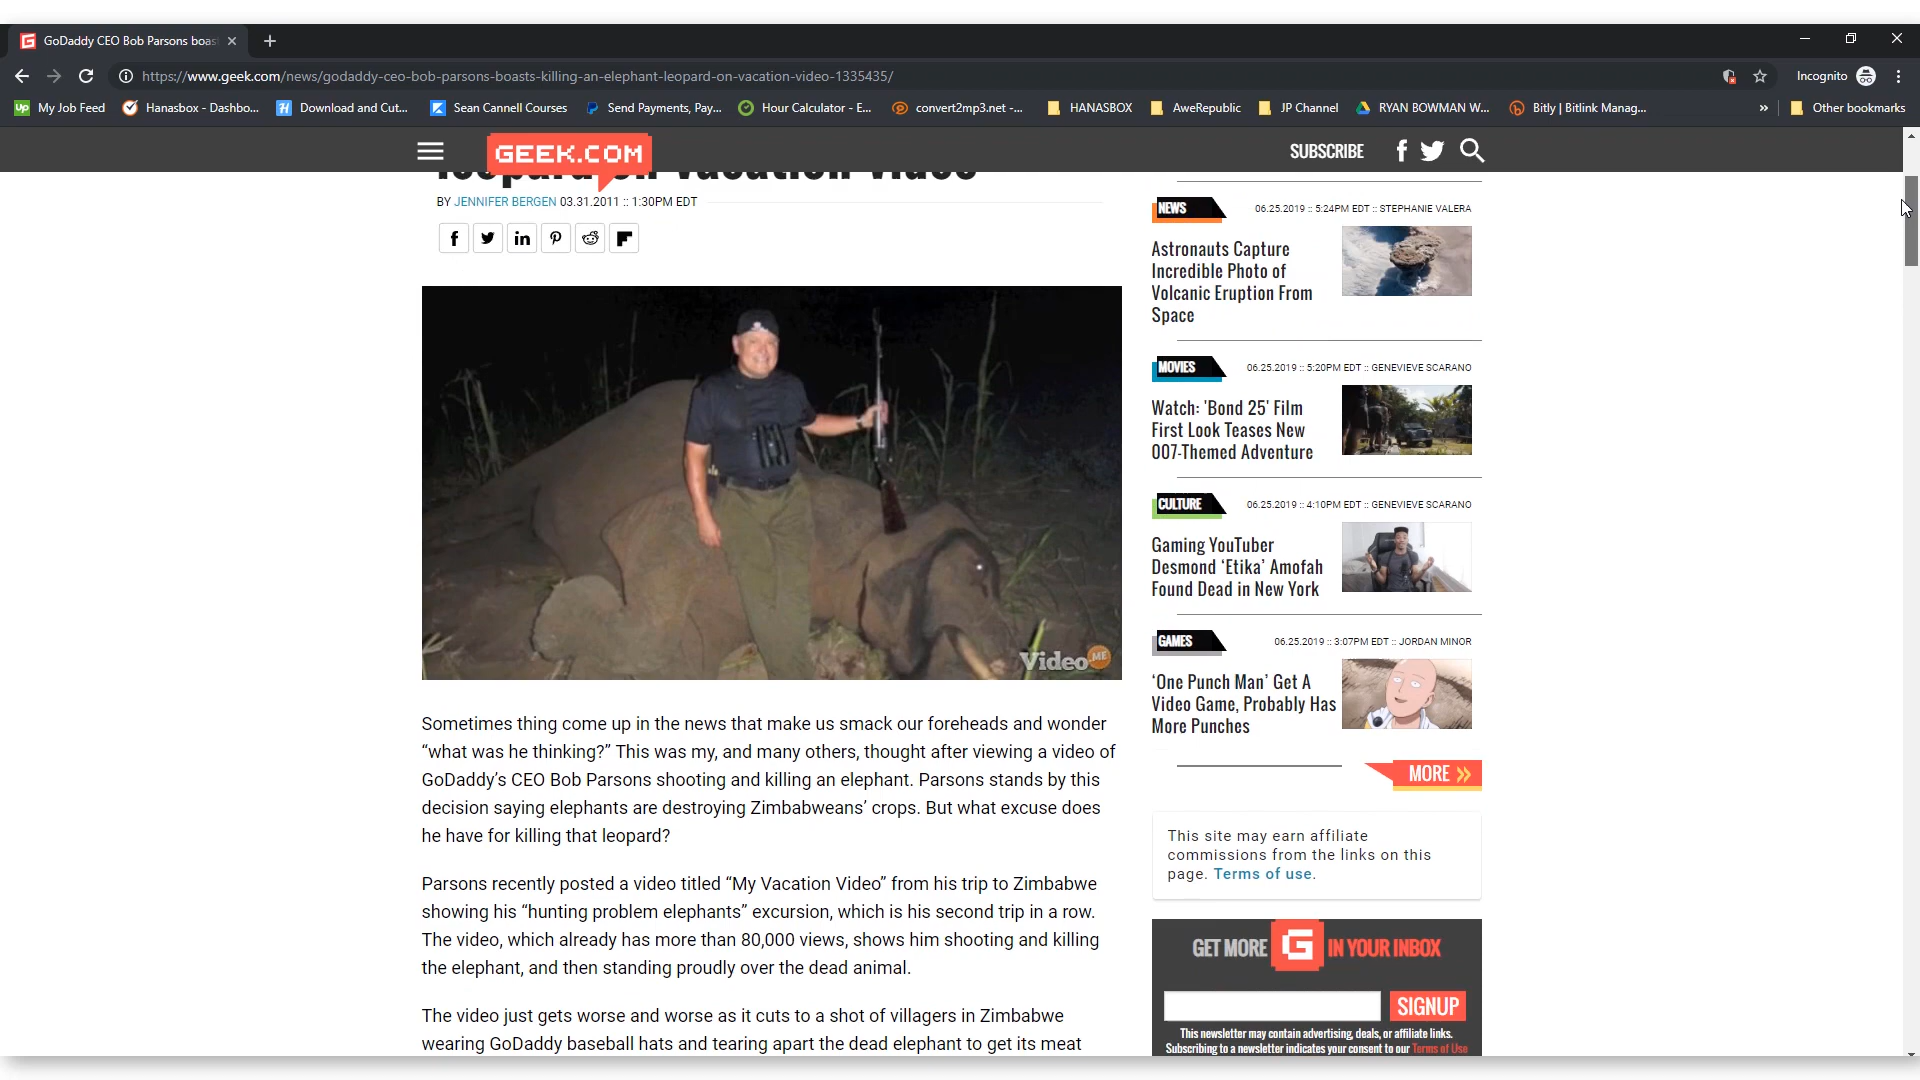 GoDaddy CEO Bob Parsons boas
https://www.geek.com/news/godaddy-ceo-bob-parsons-boasts-killing-an-elephant-leopard-on-vacation-video-1335435/
Incognito
Up My Job Feed
Hanasbox - Dashbo...
H Download and Cut...
Sean Cannell Courses
Send Payments, Pay...
Hour Calculator - E...
convert2mp3.net -...
HANASBOX
AweRepublic
JP Channel
RYAN BOWMAN W...
Bitly | Bitlink Manag...
» Other bookmarks
GEEK.COM
SUBSCRIBE
leopard on vacation video
BY JENNIFER BERGEN 03.31.2011 :: 1:30PM EDT
Video.ME
Sometimes thing come up in the news that make us smack our foreheads and wonder
“what was he thinking?” This was my, and many others, thought after viewing a video of
GoDaddy’s CEO Bob Parsons shooting and killing an elephant. Parsons stands by this
decision saying elephants are destroying Zimbabweans’ crops. But what excuse does
he have for killing that leopard?
Parsons recently posted a video titled “My Vacation Video” from his trip to Zimbabwe
showing his “hunting problem elephants” excursion, which is his second trip in a row.
The video, which already has more than 80,000 views, shows him shooting and killing
the elephant, and then standing proudly over the dead animal.
The video just gets worse and worse as it cuts to a shot of villagers in Zimbabwe
wearing GoDaddy baseball hats and tearing apart the dead elephant to get its meat
NEWS
06.25.2019 :: 5:24PM EDT :: STEPHANIE VALERA
Astronauts Capture
Incredible Photo of
Volcanic Eruption From
Space
MOVIES
06.25.2019 :: 5:20PM EDT :: GENEVIEVE SCARANO
Watch: 'Bond 25' Film
First Look Teases New
007-Themed Adventure
CULTURE
06.25.2019 :: 4:10PM EDT :: GENEVIEVE SCARANO
Gaming YouTuber
Desmond ‘Etika’ Amofah
Found Dead in New York
GAMES
06.25.2019 :: 3:07PM EDT :: JORDAN MINOR
‘One Punch Man’ Get A
Video Game, Probably Has
More Punches
MORE »
This site may earn affiliate
commissions from the links on this
page. Terms of use.
GET MORE G IN YOUR INBOX
SIGNUP
This newsletter may contain advertising, deals, or affiliate links.
Subscribing to a newsletter indicates your consent to our Terms of Use